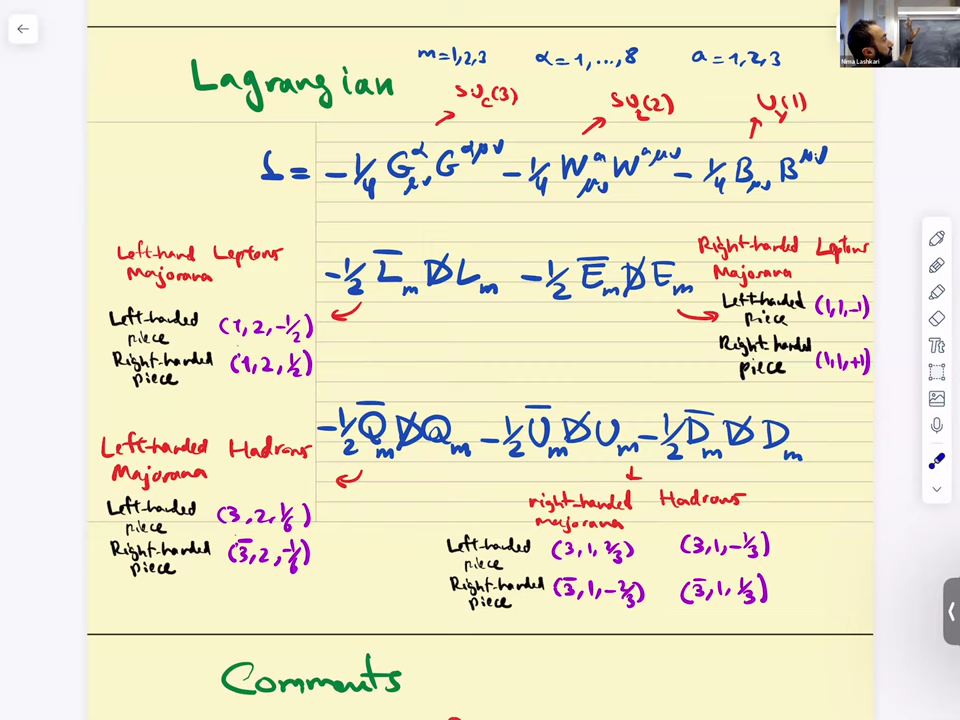 m=1,2,3 α=1,...,8 a=1,2,3
Lagrangian
SU_c(3) SU_L(2) U_Y(1)
L = -1/4 G^α_μν G^αμν - 1/4 W^a_μν W^aμν - 1/4 B_μν B^μν
Left-hand Leptons
Majorana
-1/2 L̄_m D̸ L_m - 1/2 Ē_m D̸ E_m
Right-handed Leptons
Majorana
Left-handed piece (1, 2, -1/2)
Right-handed piece (1, 2, 1/2)
Left-handed piece (1, 1, -1)
Right-handed piece (1, 1, +1)
-1/2 Q̄_m D̸ Q_m - 1/2 Ū_m D̸ U_m - 1/2 D̄_m D̸ D_m
Left-handed Hadrons
Majorana
Left-handed piece (3, 2, 1/6)
Right-handed piece (3̄, 2, -1/6)
right-handed Hadrons
majorana
Left-handed piece (3, 1, 2/3) (3, 1, -1/3)
Right-handed piece (3̄, 1, -2/3) (3̄, 1, 1/3)
Comments
Nima Lashkari